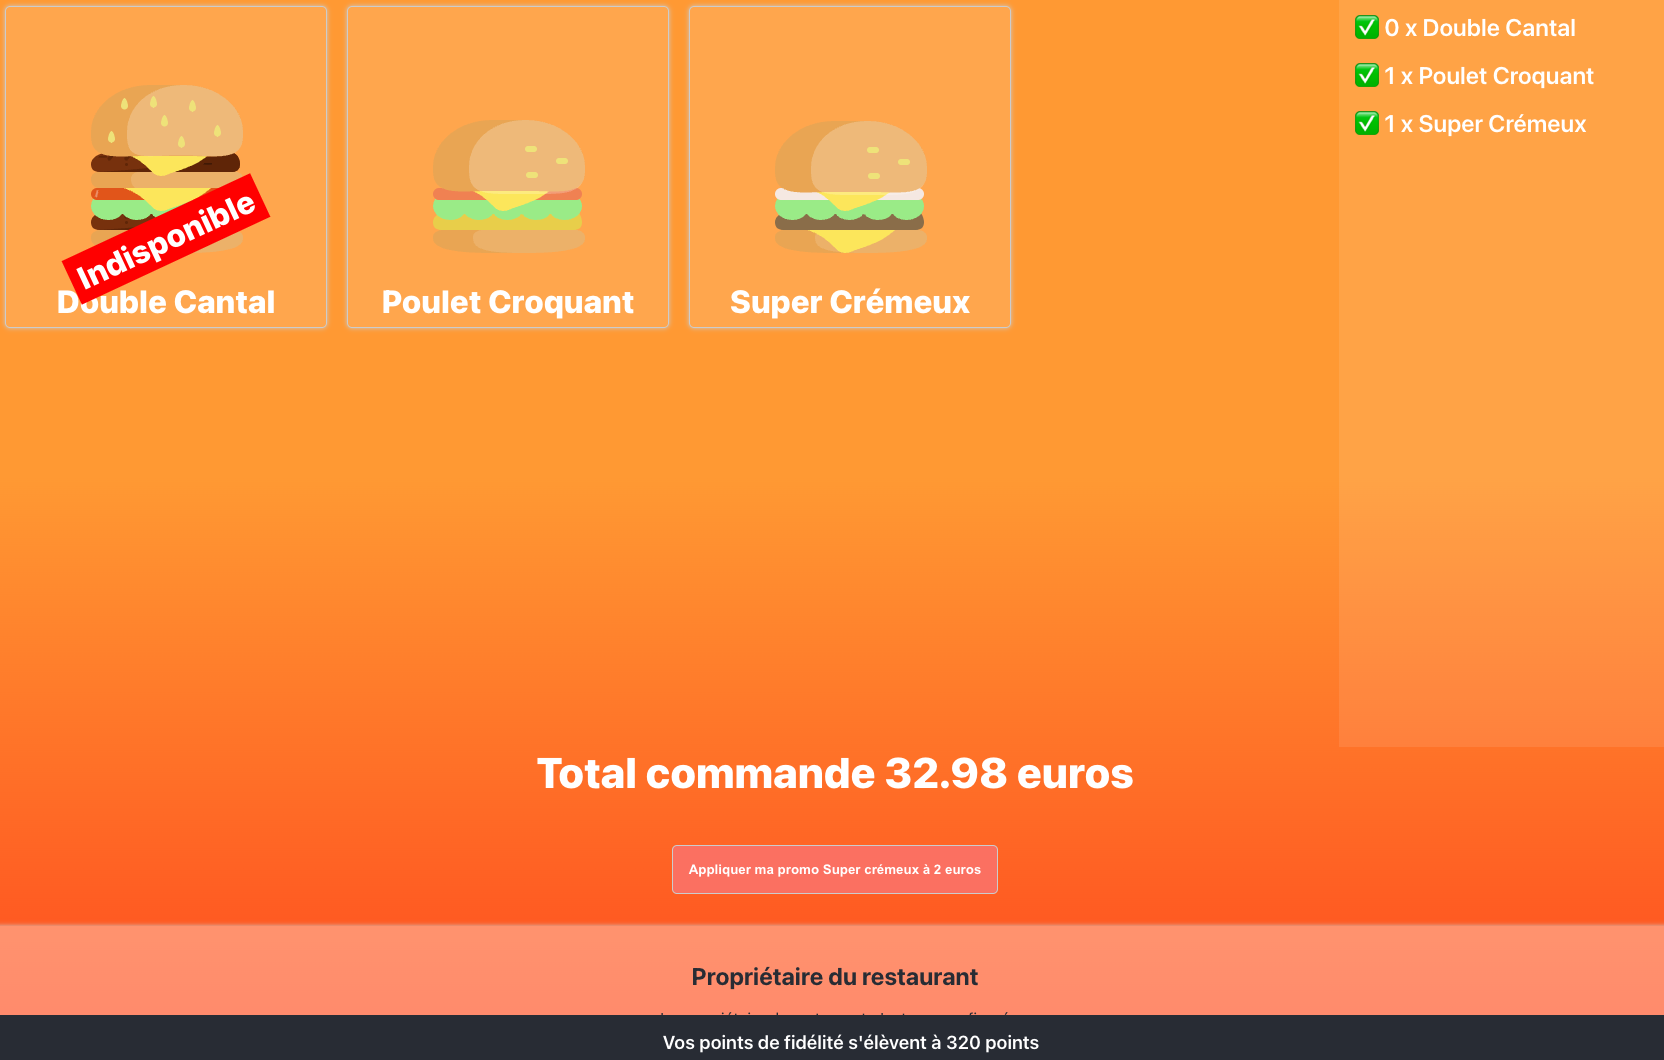 Indisponible
Double Cantal
Poulet Croquant
Super Crémeux
✅ 0 x Double Cantal
✅ 1 x Poulet Croquant
✅ 1 x Super Crémeux
Total commande 32.98 euros
Appliquer ma promo Super crémeux à 2 euros
Propriétaire du restaurant
Vos points de fidélité s'élèvent à 320 points